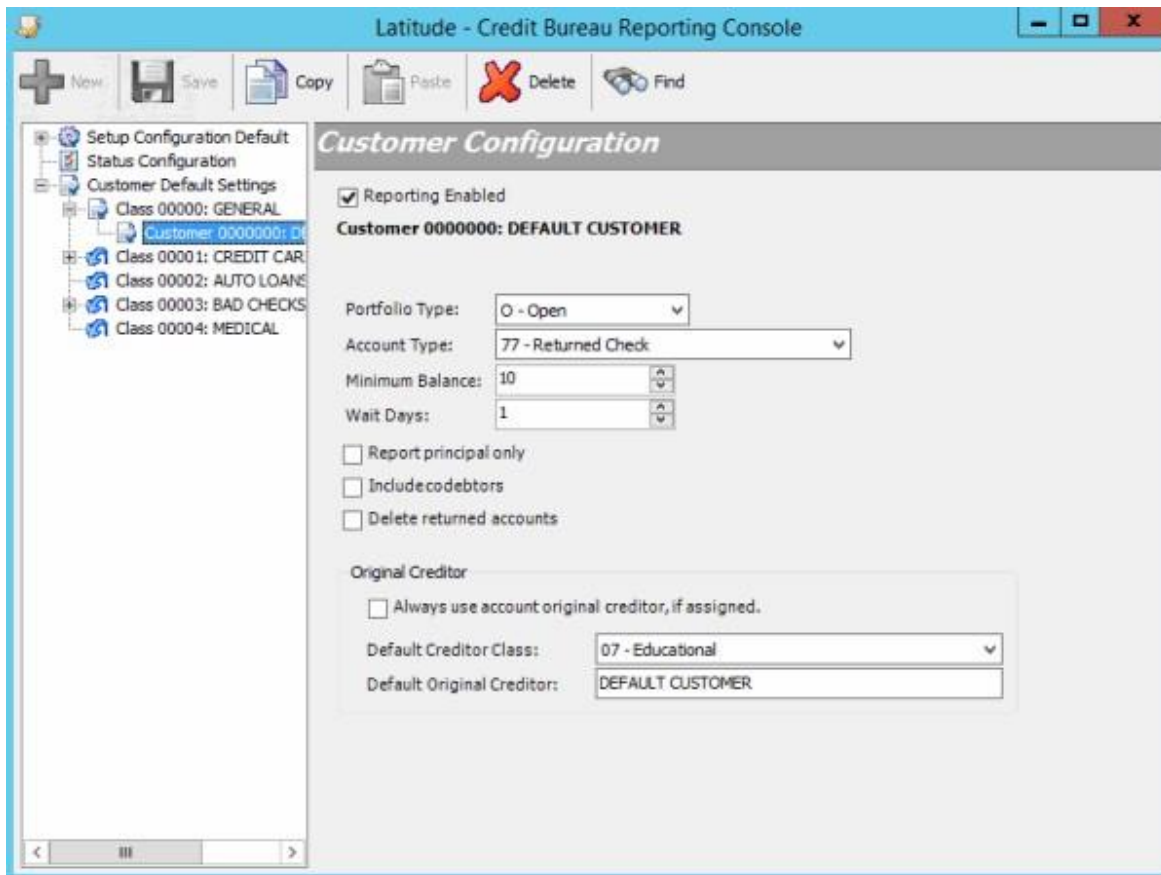 Latitude - Credit Bureau Reporting Console
New Save Copy Paste Delete Find
Setup Configuration Default
Status Configuration
Customer Default Settings
Class 00000: GENERAL
Customer 0000000: DE
Class 00001: CREDIT CAR
Class 00002: AUTO LOANS
Class 00003: BAD CHECKS
Class 00004: MEDICAL
Customer Configuration
Reporting Enabled
Customer 0000000: DEFAULT CUSTOMER
Portfolio Type: O - Open
Account Type: 77 - Returned Check
Minimum Balance: 10
Wait Days: 1
Report principal only
Include codebtors
Delete returned accounts
Original Creditor
Always use account original creditor, if assigned.
Default Creditor Class: 07 - Educational
Default Original Creditor: DEFAULT CUSTOMER